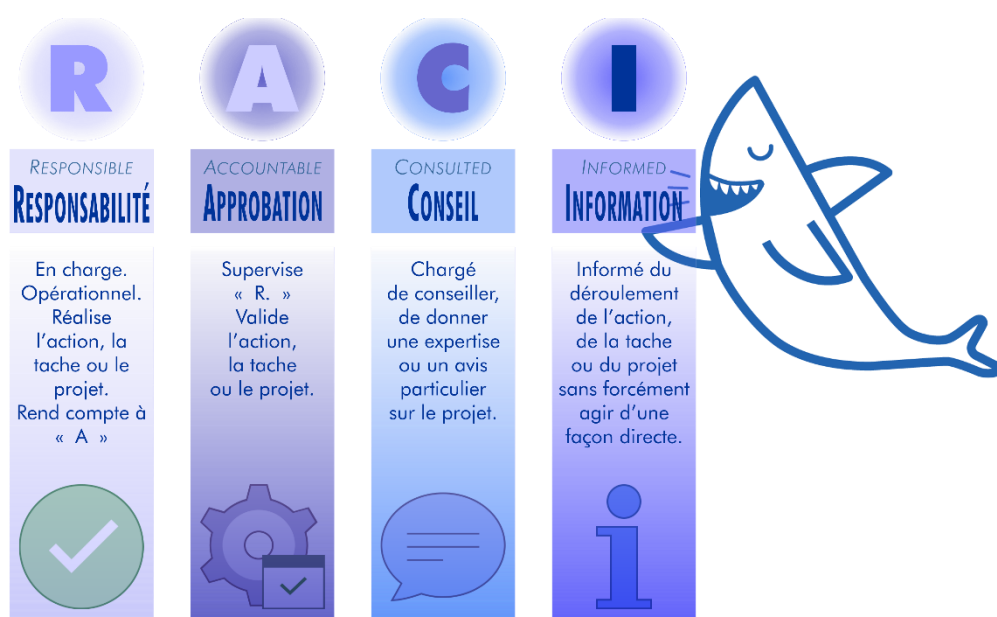 R
A
C
I
RESPONSIBLE
RESPONSABILITÉ
ACCOUNTABLE
APPROBATION
CONSULTED
CONSEIL
INFORMED
INFORMATION
En charge.
Opérationnel.
Réalise
l'action, la
tache ou le
projet.
Rend compte à
« A »
Supervise
« R. »
Valide
l'action,
la tache
ou le projet.
Chargé
de conseiller,
de donner
une expertise
ou un avis
particulier
sur le projet.
Informé du
déroulement
de l'action,
de la tache
ou du projet
sans forcément
agir d'une
façon directe.